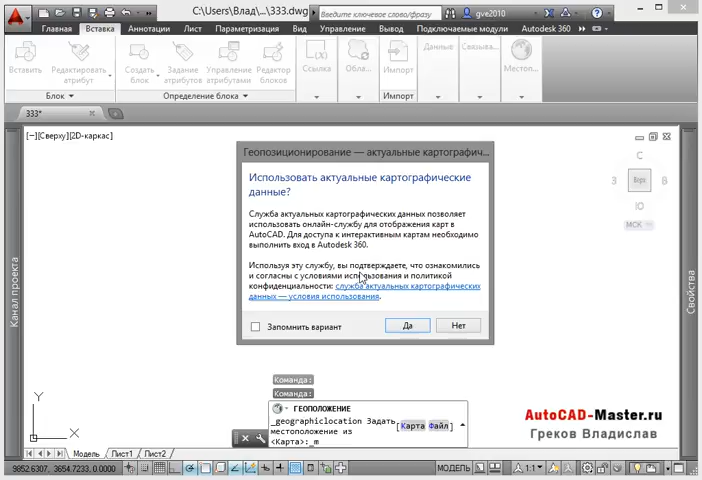 C:\Users\Влад\...\333.dwg
Введите ключевое слово/фразу
gve2010
Главная Вставка Аннотации Лист Параметризация Вид Управление Вывод Подключаемые модули Autodesk 360
Вставить Редактировать атрибут Создать блок Задание атрибутов Управление атрибутами Редактор блоков Ссылка Обла... Импорт Данные Связыва... Местоп...
Блок Определение блока Импорт
333*
[−][Сверху][2D-каркас]
С
З Верх В
Ю
МСК
Канал проекта
Свойства
Геопозиционирование — актуальные картографич...
Использовать актуальные картографические
данные?
Служба актуальных картографических данных позволяет
использовать онлайн-службу для отображения карт в
AutoCAD. Для доступа к интерактивным картам необходимо
выполнить вход в Autodesk 360.
Используя эту службу, вы подтверждаете, что ознакомились
и согласны с условиями использования и политикой
конфиденциальности: служба актуальных картографических
данных — условия использования.
Запомнить вариант
Да Нет
Команда:
Команда:
ГЕОПОЛОЖЕНИЕ
_geographiclocation Задать
местоположение из
<Карта>:_m
[Карта Файл]
AutoCAD-Master.ru
Греков Владислав
Y
X
Модель Лист1 Лист2
9852.6307, 3654.7233, 0.0000
МОДЕЛЬ
1:1